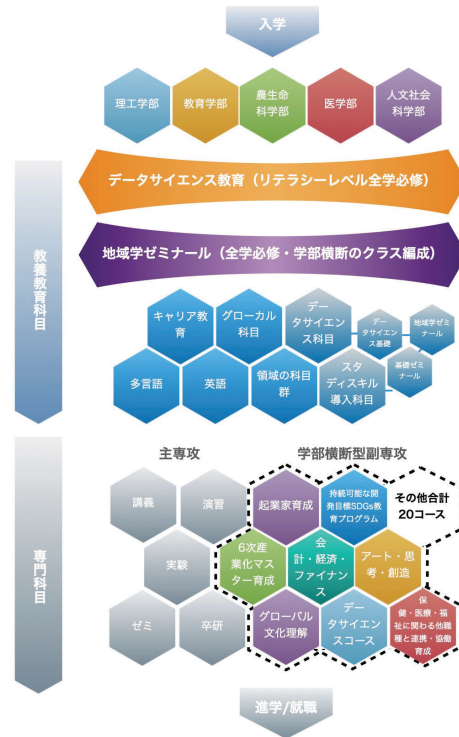 入学
理工学部
教育学部
農生命
科学部
医学部
人文社会
科学部
教養教育科目
データサイエンス教育（リテラシーレベル全学必修）
地域学ゼミナール（全学必修・学部横断のクラス編成）
キャリア教
育
グローカル
科目
デー
タサイエン
ス科目
デー
タサイエン
ス基礎
地域学ゼミ
ナール
多言語
英語
領域の科目
群
スタ
ディスキル
導入科目
基礎ゼミ
ナール
専門科目
主専攻
学部横断型副専攻
講義
演習
起業家育成
持続可能な開
発目標SDGs教
育プログラム
その他合計
20コース
実験
6次産
業化マス
ター育成
会
計・経済・
ファイナン
ス
アート・思
考・創造
ゼミ
卒研
グローバル
文化理解
デー
タサイエン
スコース
保
健・医療・福
祉に関わる他職
種と連携・協働
育成
進学/就職